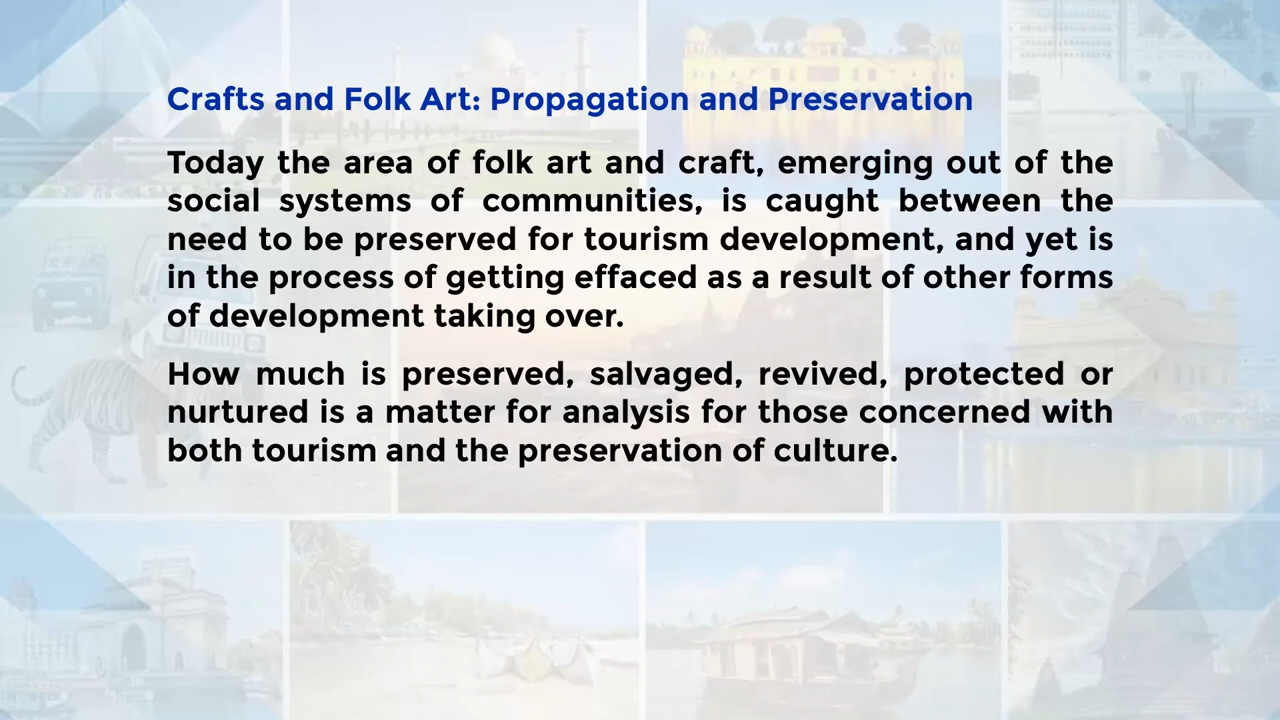 Crafts and Folk Art: Propagation and Preservation
Today the area of folk art and craft, emerging out of the
social systems of communities, is caught between the
need to be preserved for tourism development, and yet is
in the process of getting effaced as a result of other forms
of development taking over.
How much is preserved, salvaged, revived, protected or
nurtured is a matter for analysis for those concerned with
both tourism and the preservation of culture.